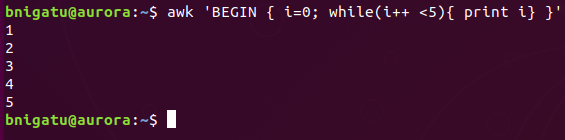 bnigatu@aurora:~$ awk 'BEGIN { i=0; while(i++ <5){ print i} }'
1
2
3
4
5
bnigatu@aurora:~$